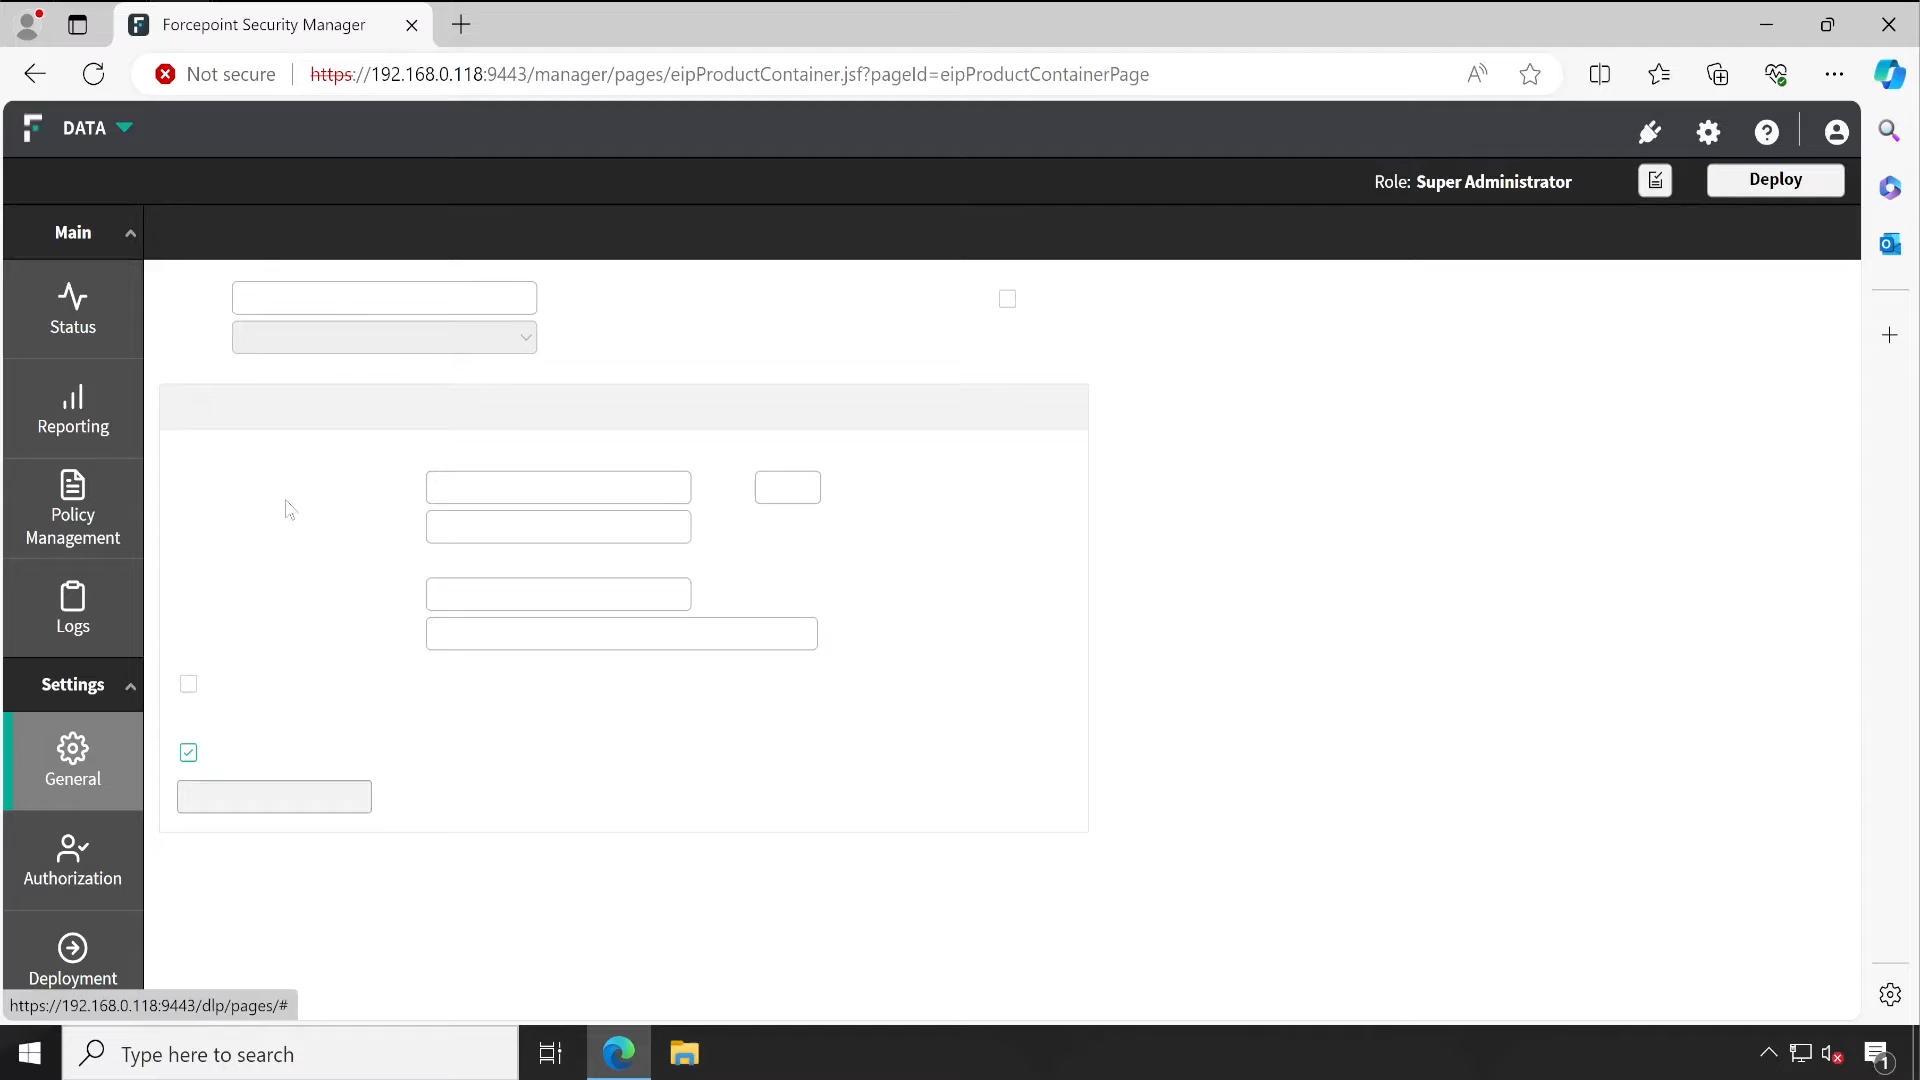 Forcepoint Security Manager
Not secure
https://192.168.0.118:9443/manager/pages/eipProductContainer.jsf?pageId=eipProductContainerPage
DATA
Role: Super Administrator
Deploy
Main
Status
Reporting
Policy
Management
Logs
Settings
General
Authorization
Deployment
https://192.168.0.118:9443/dlp/pages/#
Type here to search
1